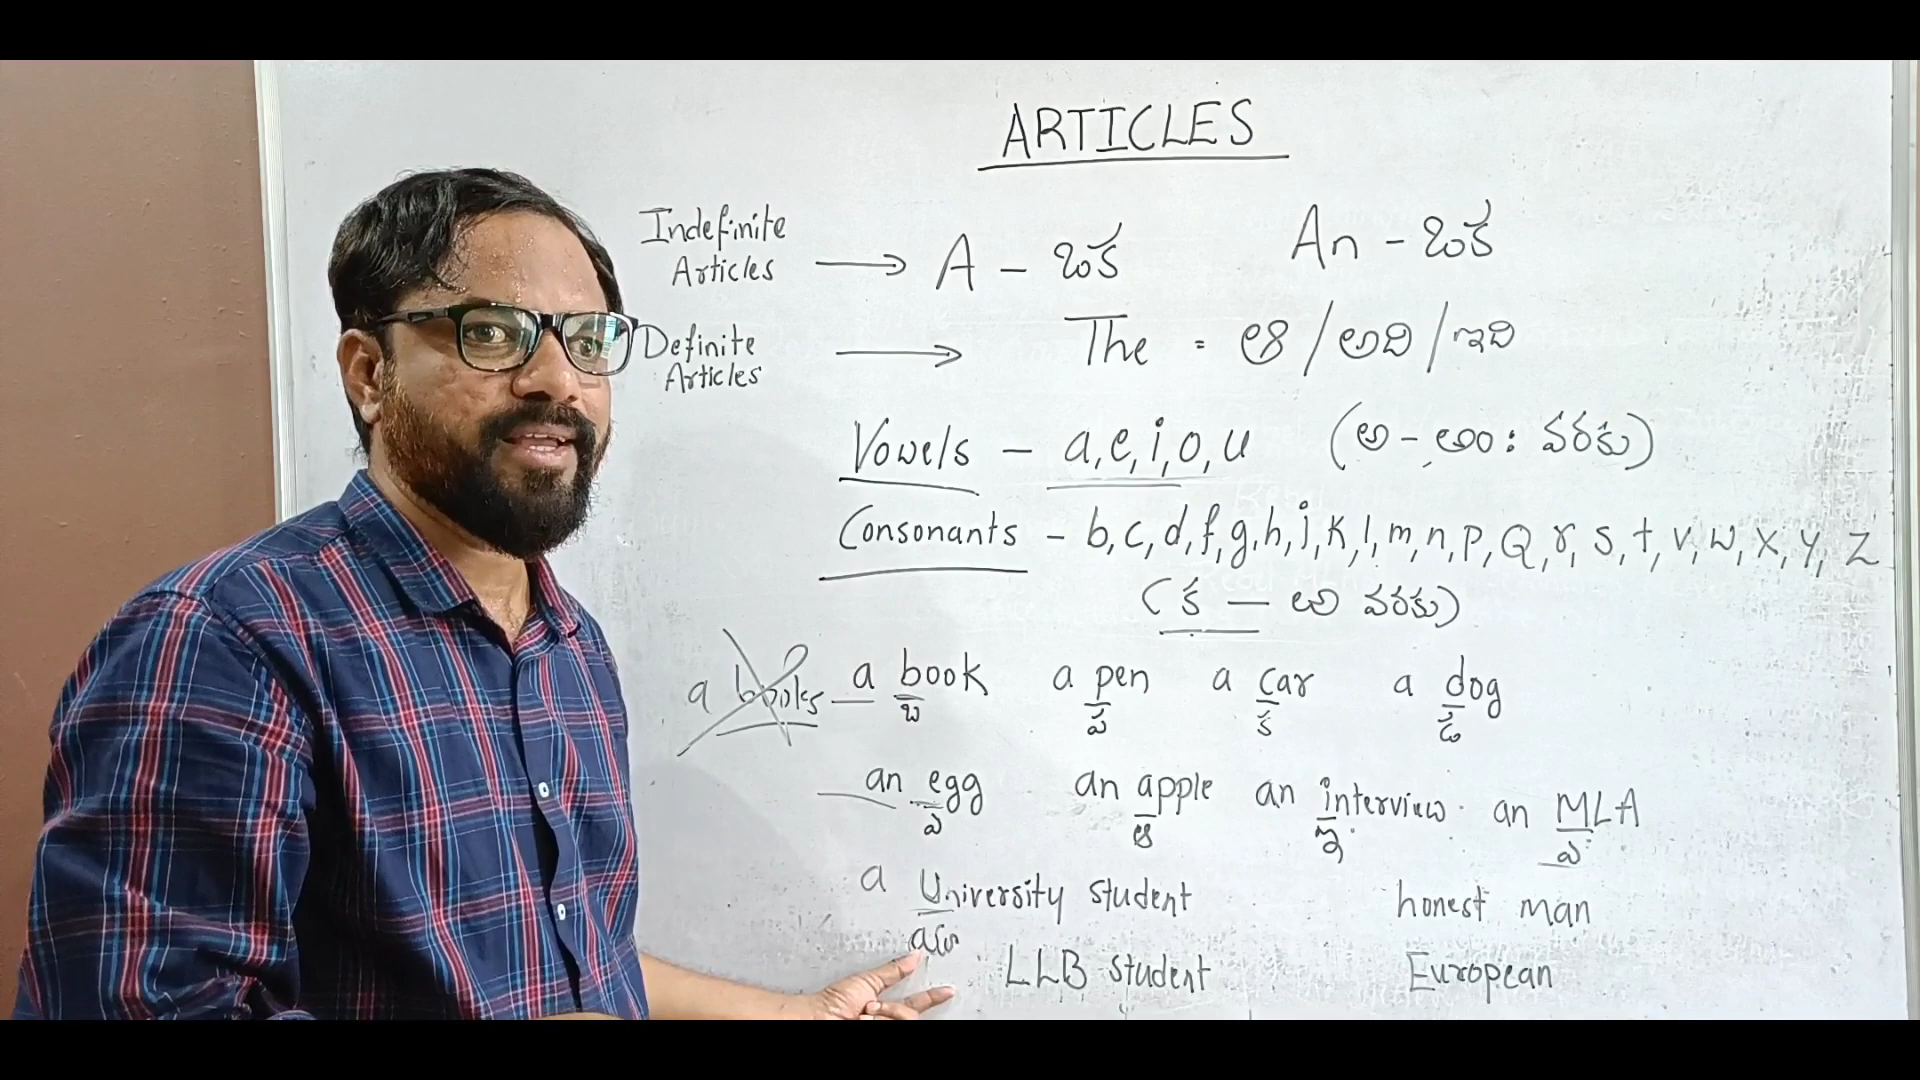 ARTICLES
Indefinite Articles → A - ఒక An - ఒక
Definite Articles → The = ఆ / అది / ఇది
Vowels - a, e, i, o, u (అ - అం: వరకు)
Consonants - b, c, d, f, g, h, j, K, l, m, n, p, Q, r, s, t, v, w, x, y, Z
(క — ఱ వరకు)
a books a book a pen a car a dog
బ ప క డ
an egg an apple an interview an MLA
ఎ ఆ ఇ ఎ
a University student honest man
యు
LLB student European